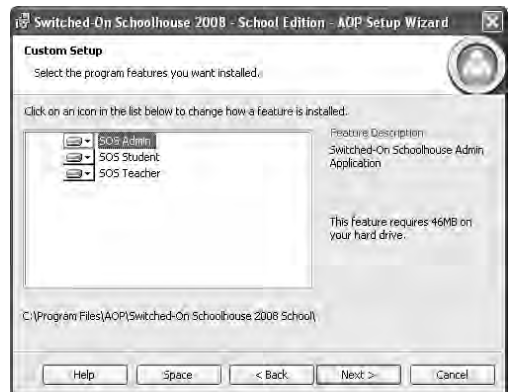 Switched-On Schoolhouse 2008 - School Edition - AOP Setup Wizard
Custom Setup
Select the program features you want installed.
Click on an icon in the list below to change how a feature is installed.
SOS Admin
SOS Student
SOS Teacher
Feature Description
Switched-On Schoolhouse Admin
Application
This feature requires 46MB on
your hard drive.
C:\Program Files\AOP\Switched-On Schoolhouse 2008 School\
Help
Space
< Back
Next >
Cancel